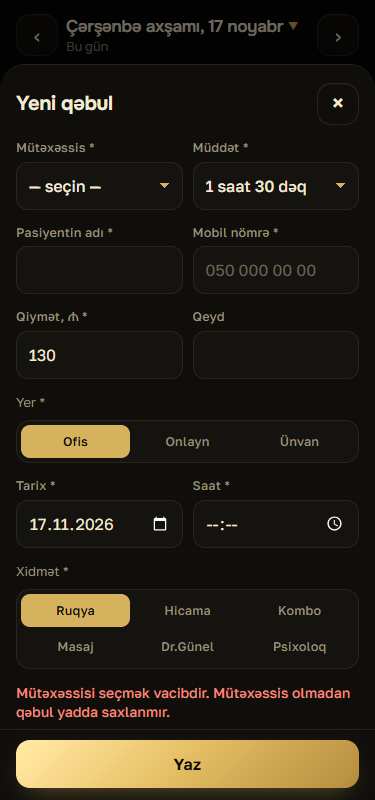 ‹ Çərşənbə axşamı, 17 noyabr ▼ ›
Bu gün
Yeni qəbul ×
Mütəxəssis * Müddət *
— seçin — 1 saat 30 dəq
Pasiyentin adı * Mobil nömrə *
050 000 00 00
Qiymət, ₼ * Qeyd
130
Yer *
Ofis Onlayn Ünvan
Tarix * Saat *
17.11.2026 --:--
Xidmət *
Ruqya Hicama Kombo
Masaj Dr.Günel Psixoloq
Mütəxəssisi seçmək vacibdir. Mütəxəssis olmadan
qəbul yadda saxlanmır.
Yaz